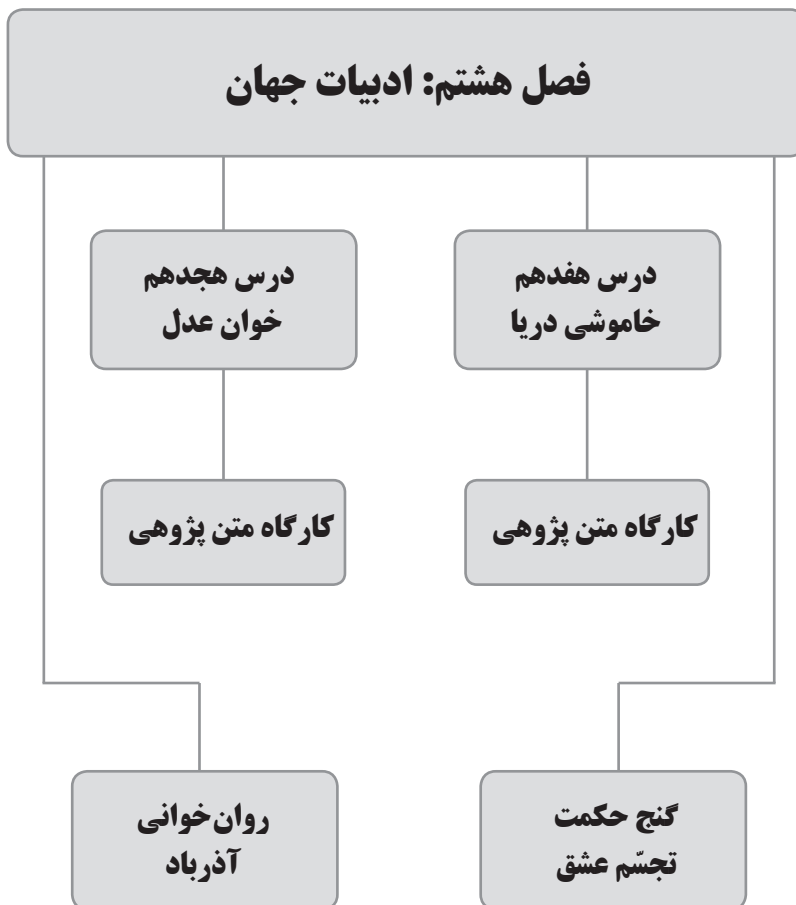 فصل هشتم: ادبیات جهان
درس هفدهم
خاموشی دریا
درس هجدهم
خوان عدل
کارگاه متن پژوهی
کارگاه متن پژوهی
گنج حکمت
تجسّم عشق
روان‌خوانی
آذرباد